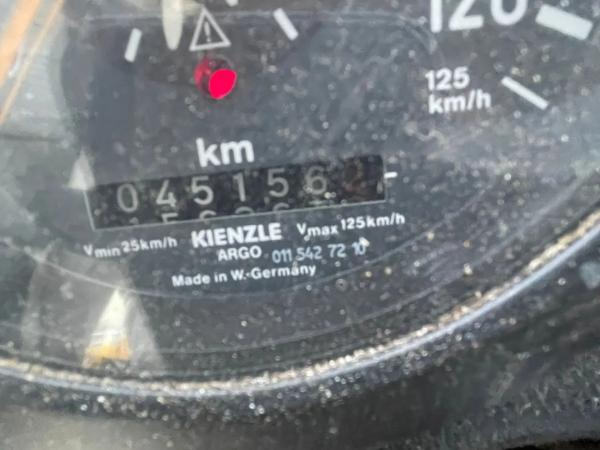 120
125
km/h
km
045156
Vmin 25km/h KIENZLE Vmax 125km/h
ARGO 011 542 72 10
Made in W.-Germany